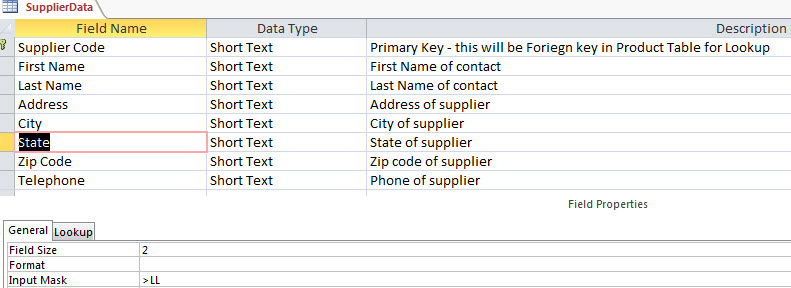 SupplierData
Field Name Data Type Description
Supplier Code Short Text Primary Key - this will be Foriegn key in Product Table for Lookup
First Name Short Text First Name of contact
Last Name Short Text Last Name of contact
Address Short Text Address of supplier
City Short Text City of supplier
State Short Text State of supplier
Zip Code Short Text Zip code of supplier
Telephone Short Text Phone of supplier
Field Properties
General Lookup
Field Size 2
Format
Input Mask >LL